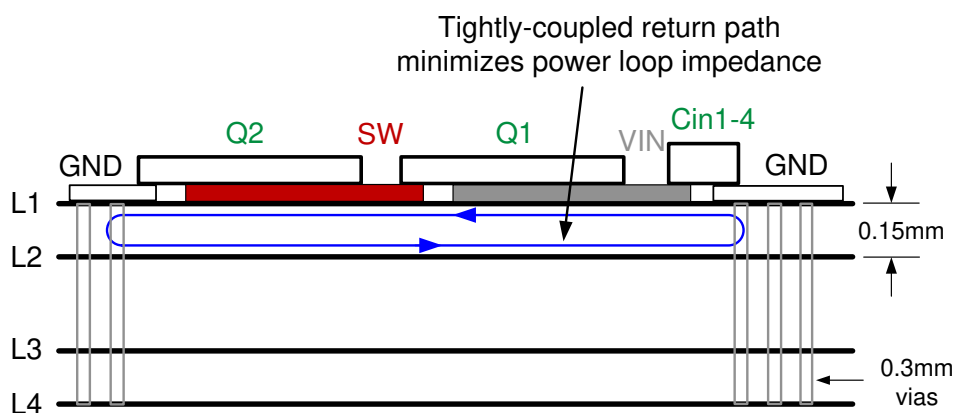 Tightly-coupled return path
minimizes power loop impedance
Cin1-4
Q2
SW
Q1
VIN
GND
GND
L1
0.15mm
L2
L3
0.3mm
vias
L4